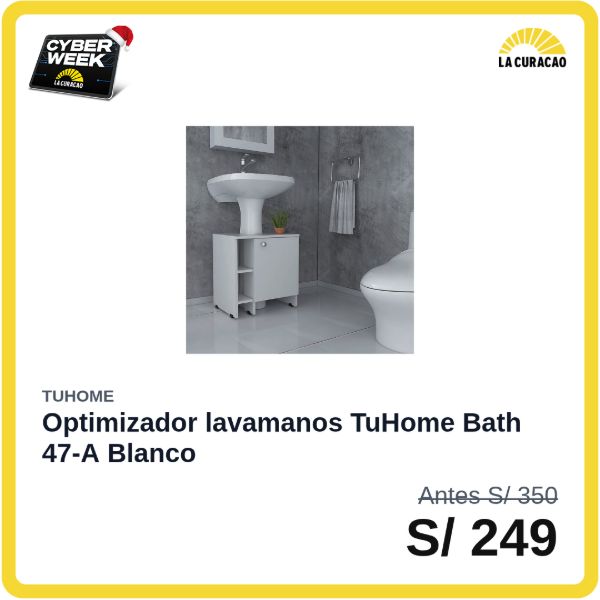 CYBER
WEEK
LA CURACAO
LA CURACAO
TUHOME
Optimizador lavamanos TuHome Bath
47-A Blanco
Antes S/ 350
S/ 249